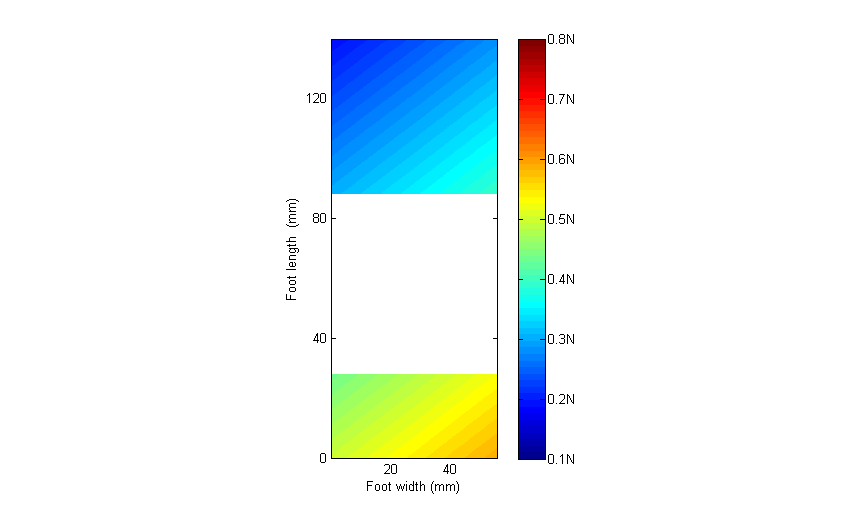 120
80
40
0
Foot length (mm)
20 40
Foot width (mm)
0.8N
0.7N
0.6N
0.5N
0.4N
0.3N
0.2N
0.1N